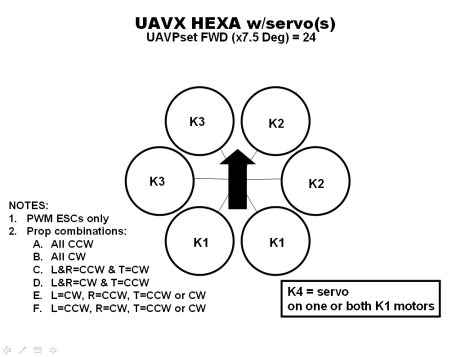 UAVX HEXA w/servo(s)
UAVPset FWD (x7.5 Deg) = 24
K3
K2
K3
K2
K1
K1
NOTES:
1. PWM ESCs only
2. Prop combinations:
A. All CCW
B. All CW
C. L&R=CCW & T=CW
D. L&R=CW & T=CCW
E. L=CW, R=CCW, T=CCW or CW
F. L=CCW, R=CW, T=CCW or CW
K4 = servo
on one or both K1 motors